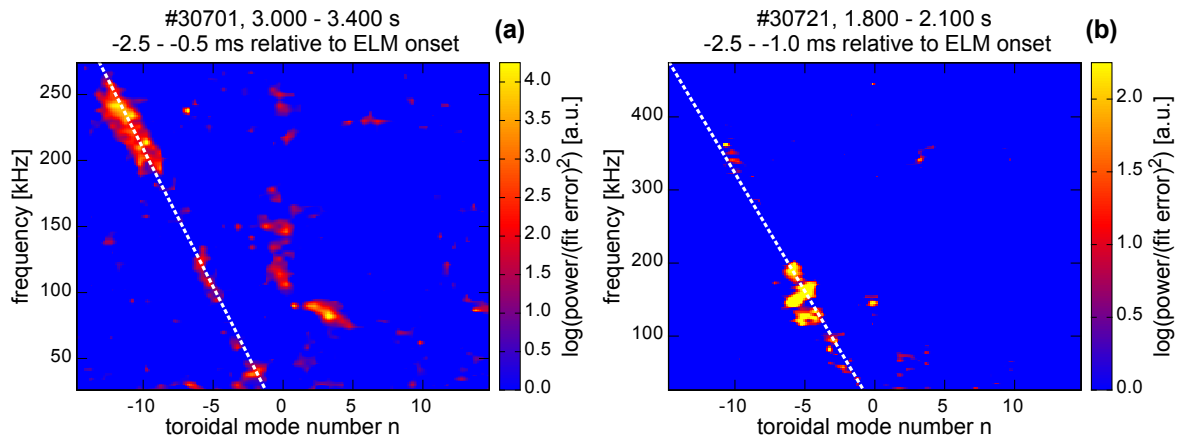 #30701, 3.000 - 3.400 s
-2.5 - -0.5 ms relative to ELM onset
(a)
250
200
150
100
50
frequency [kHz]
-10
-5
0
5
10
toroidal mode number n
4.0
3.5
3.0
2.5
2.0
1.5
1.0
0.5
0.0
log(power/(fit error)²) [a.u.]
#30721, 1.800 - 2.100 s
-2.5 - -1.0 ms relative to ELM onset
(b)
400
300
200
100
frequency [kHz]
-10
-5
0
5
10
toroidal mode number n
2.0
1.5
1.0
0.5
0.0
log(power/(fit error)²) [a.u.]